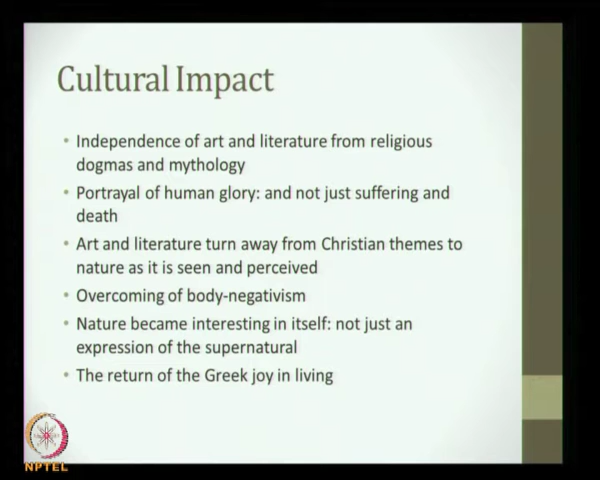 Cultural Impact
• Independence of art and literature from religious
dogmas and mythology
• Portrayal of human glory: and not just suffering and
death
• Art and literature turn away from Christian themes to
nature as it is seen and perceived
• Overcoming of body-negativism
• Nature became interesting in itself: not just an
expression of the supernatural
• The return of the Greek joy in living
NPTEL